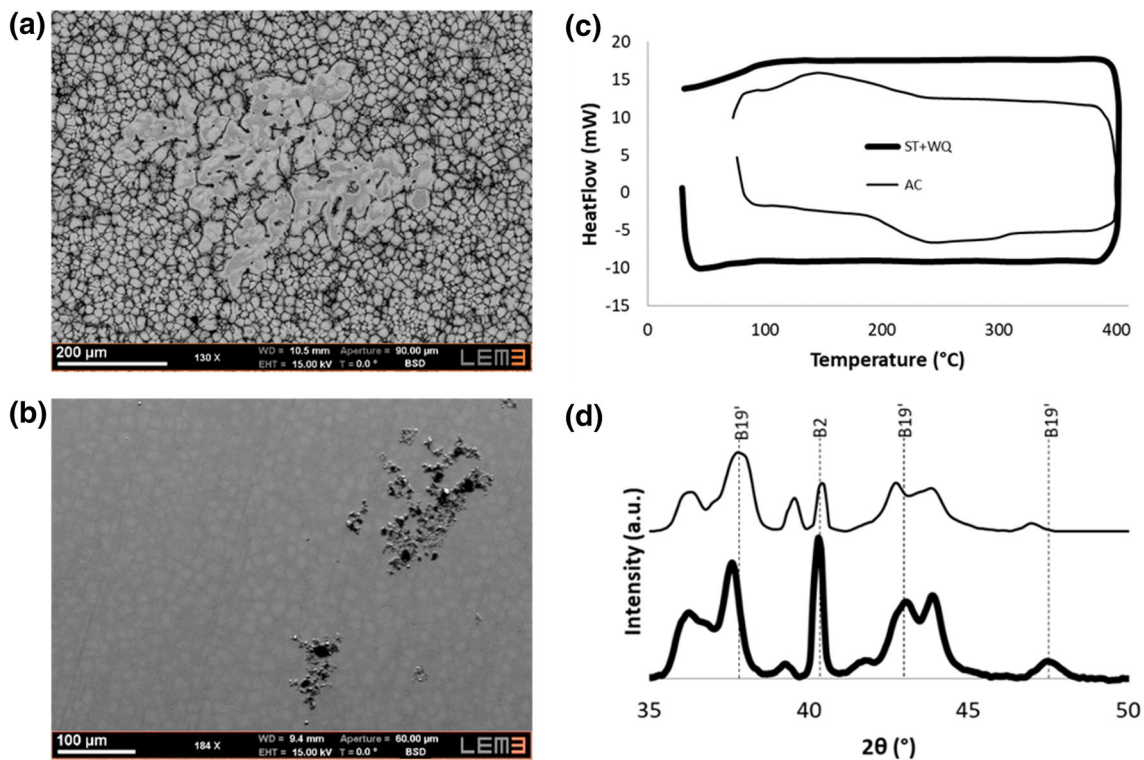 (a)
200 μm
130 X
WD = 10.5 mm Aperture = 90.00 μm
EHT = 15.00 kV T = 0.0 ° BSD
LEM3
(b)
100 μm
184 X
WD = 9.4 mm Aperture = 60.00 μm
EHT = 15.00 kV T = 0.0 ° BSD
LEM3
(c)
HeatFlow (mW)
20
15
10
5
0
-5
-10
-15
ST+WQ
AC
0 100 200 300 400
Temperature (°C)
(d)
Intensity (a.u.)
B19' B2 B19' B19'
35 40 45 50
2θ (°)